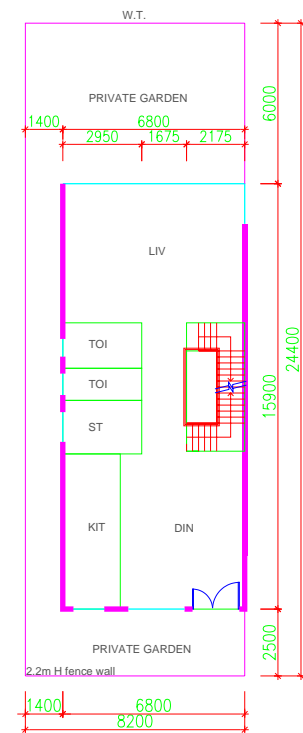 W.T.
PRIVATE GARDEN
1400 6800
2950 1675 2175
6000
LIV
TOI
TOI
ST
KIT DIN
15900
24400
PRIVATE GARDEN
2500
2.2m H fence wall
1400 6800
8200